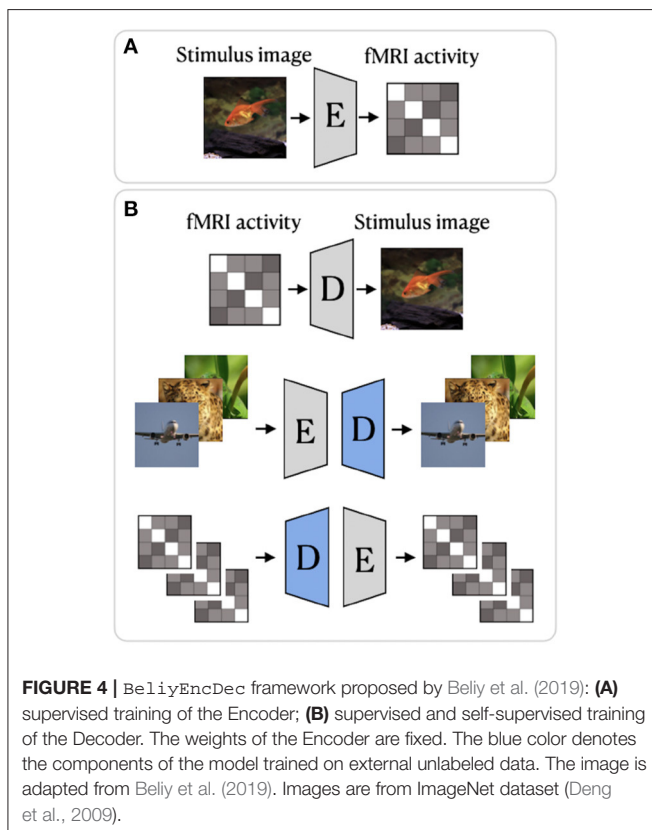 A
Stimulus image fMRI activity
E
B
fMRI activity Stimulus image
D
E D
D E
FIGURE 4 | BeliyEncDec framework proposed by Beliy et al. (2019): (A)
supervised training of the Encoder; (B) supervised and self-supervised training
of the Decoder. The weights of the Encoder are fixed. The blue color denotes
the components of the model trained on external unlabeled data. The image is
adapted from Beliy et al. (2019). Images are from ImageNet dataset (Deng
et al., 2009).